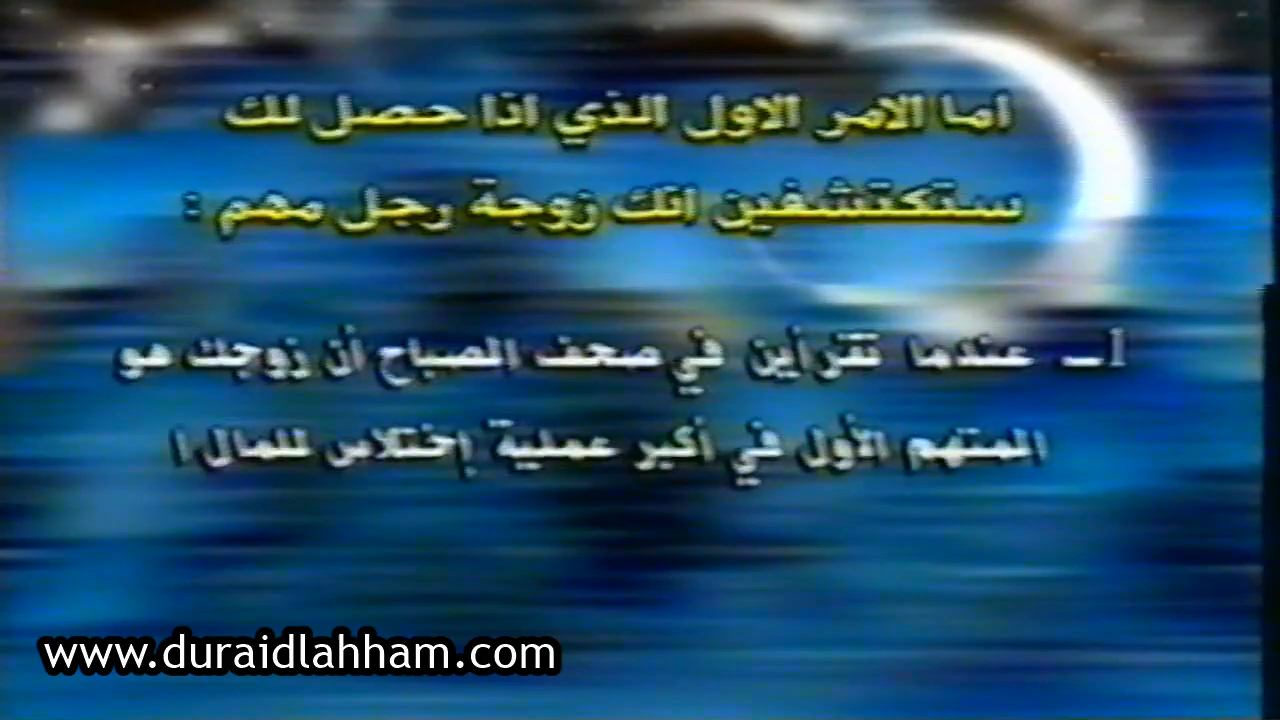 اما الامر الاول الذي اذا حصل لك
ستكتشفين انك زوجة رجل مهم :
1ـ عندما تقرأين في صحف الصباح أن زوجك هو
المتهم الأول في أكبر عملية إختلاس للمال !
www.duraidlahham.com